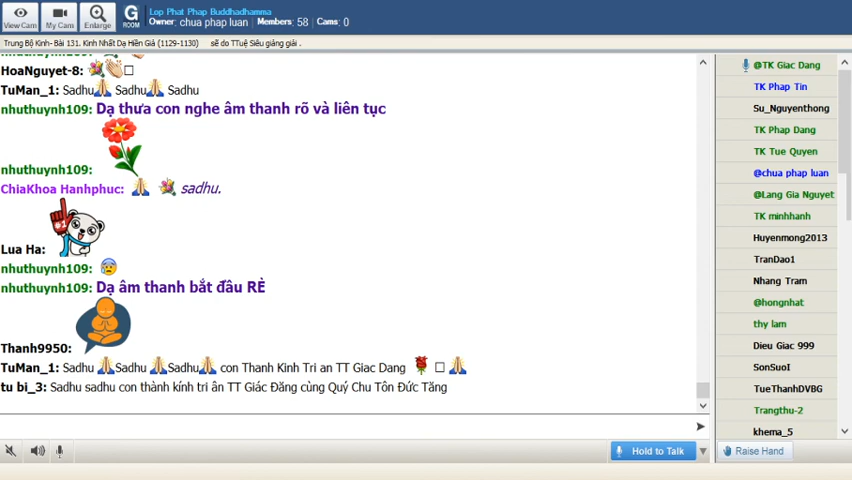 View Cam
My Cam
Enlarge
G
ROOM
Lop Phat Phap Buddhadhamma
Owner: chua phap luan Members: 58 Cams: 0
Trung Bộ Kinh- Bài 131. Kinh Nhất Dạ Hiền Giả (1129-1130) sẽ do TTuệ Siêu giảng giải .
HoaNguyet-8:
TuMan_1: Sadhu Sadhu Sadhu
nhuthuynh109: Dạ thưa con nghe âm thanh rõ và liên tục
nhuthuynh109:
ChiaKhoa Hanhphuc: sadhu.
Lua Ha:
nhuthuynh109:
nhuthuynh109: Dạ âm thanh bắt đâu RÈ
Thanh9950:
TuMan_1: Sadhu Sadhu Sadhu con Thanh Kinh Tri an TT Giac Dang
tu bi_3: Sadhu sadhu con thành kính tri ân TT Giác Đăng cùng Quý Chu Tôn Đức Tăng
Hold to Talk
@TK Giac Dang
TK Phap Tin
Su_Nguyenthong
TK Phap Dang
TK Tue Quyen
@chua phap luan
@Lang Gia Nguyet
TK minhhanh
Huyenmong2013
TranDao1
Nhang Tram
@hongnhat
thy lam
Dieu Giac 999
SonSuoI
TueThanhDVBG
Trangthu-2
khema_5
Raise Hand